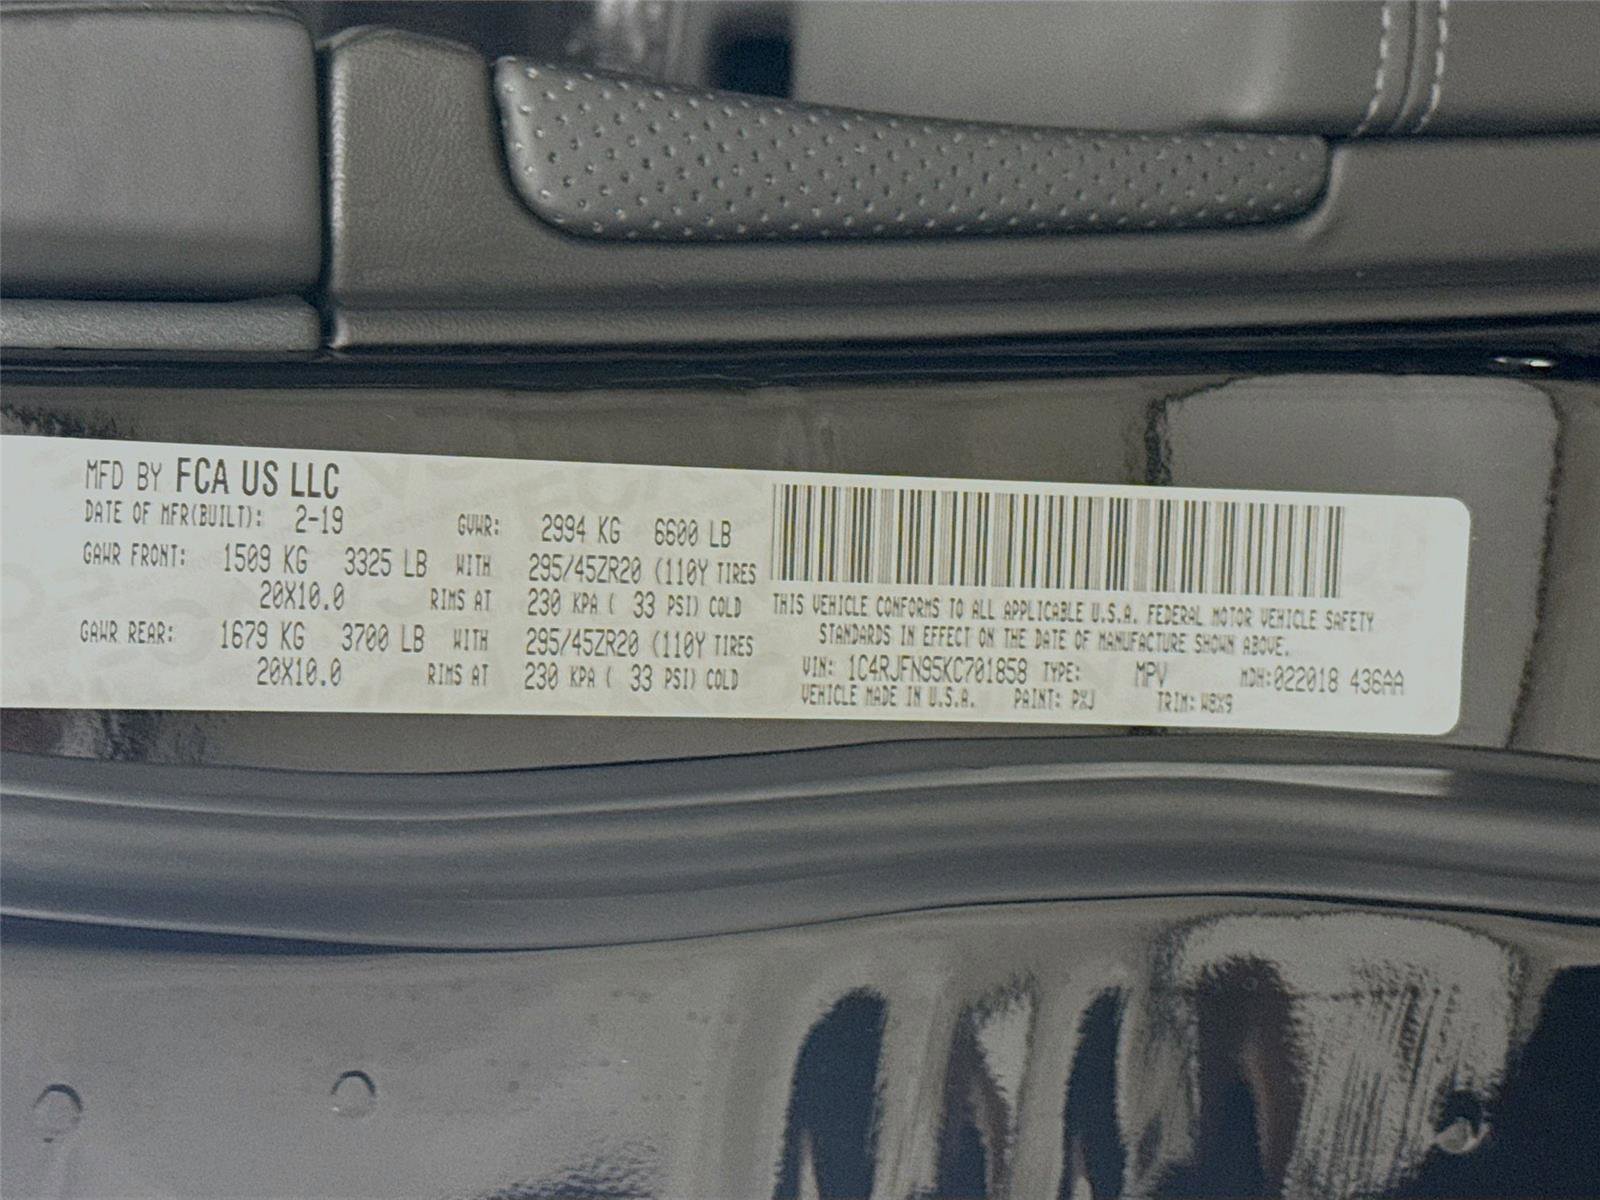 MFD BY FCA US LLC
DATE OF MFR(BUILT): 2-19 GVWR: 2994 KG 6600 LB
GAWR FRONT: 1509 KG 3325 LB WITH 295/45ZR20 (110Y TIRES
20X10.0 RIMS AT 230 KPA ( 33 PSI) COLD
GAWR REAR: 1679 KG 3700 LB WITH 295/45ZR20 (110Y TIRES
20X10.0 RIMS AT 230 KPA ( 33 PSI) COLD
THIS VEHICLE CONFORMS TO ALL APPLICABLE U.S.A. FEDERAL MOTOR VEHICLE SAFETY
STANDARDS IN EFFECT ON THE DATE OF MANUFACTURE SHOWN ABOVE.
VIN: 1C4RJFN95KC701858 TYPE: MPV MDH:022018 436AA
VEHICLE MADE IN U.S.A. PAINT: PXJ TRIM: W8X9